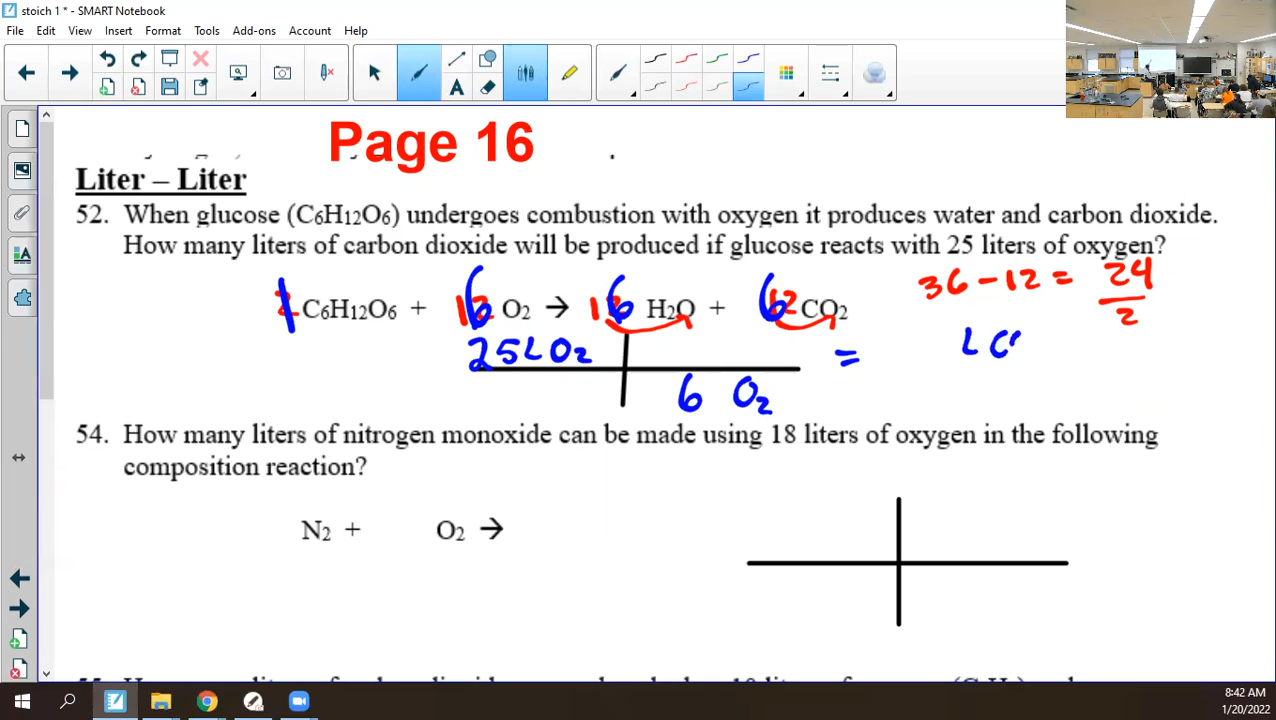 stoich 1 * - SMART Notebook
File Edit View Insert Format Tools Add-ons Account Help
A
A
Page 16
Liter – Liter
52. When glucose (C6H12O6) undergoes combustion with oxygen it produces water and carbon dioxide.
How many liters of carbon dioxide will be produced if glucose reacts with 25 liters of oxygen?
36 - 12 = 24
2
1 C6H12O6 + 6 O2 → 6 H2O + 6 CO2
25 L O2
= L
6 O2
54. How many liters of nitrogen monoxide can be made using 18 liters of oxygen in the following
composition reaction?
N2 + O2 →
8:42 AM
1/20/2022